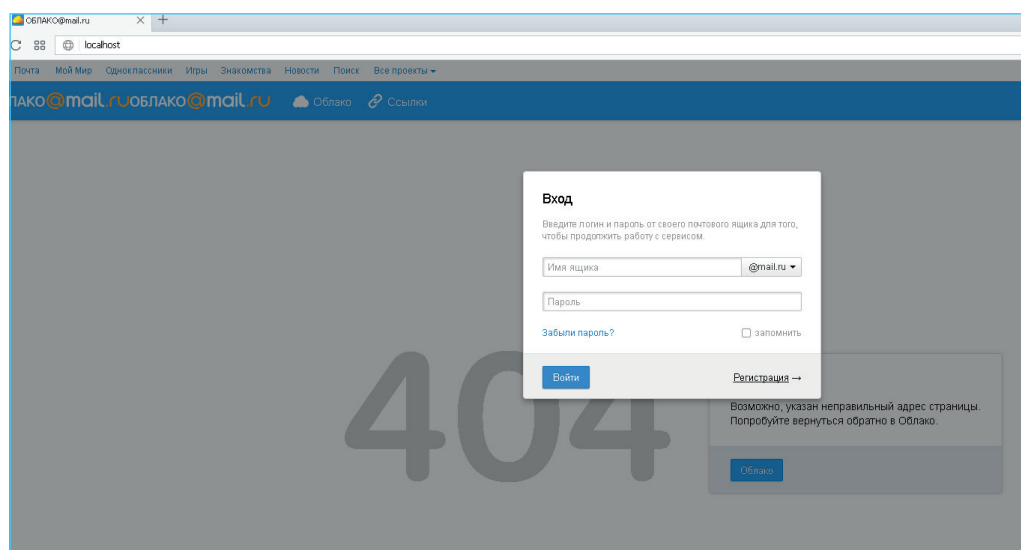 ОБЛАКО@mail.ru
localhost
Почта Мой Мир Одноклассники Игры Знакомства Новости Поиск Все проекты
ЛАКО@mail.ruОБЛАКО@mail.ru Облако Ссылки
Вход
Введите логин и пароль от своего почтового ящика для того,
чтобы продолжить работу с сервисом.
Имя ящика @mail.ru
Пароль
Забыли пароль? запомнить
Войти Регистрация →
404
Возможно, указан неправильный адрес страницы.
Попробуйте вернуться обратно в Облако.
Облако